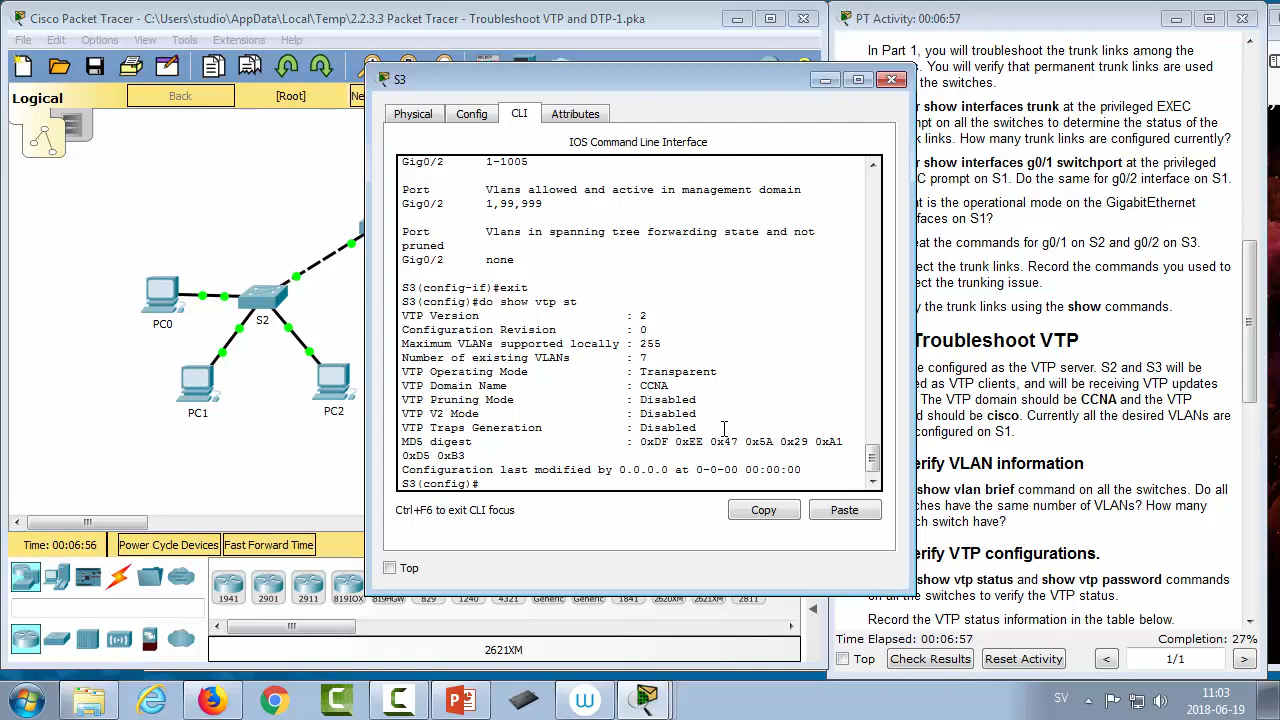 Cisco Packet Tracer - C:\Users\studio\AppData\Local\Temp\2.2.3.3 Packet Tracer - Troubleshoot VTP and DTP-1.pka
File Edit Options View Tools Extensions Help
Logical
Back
[Root]
PC0
S2
PC1
PC2
Time: 00:06:56
Power Cycle Devices
Fast Forward Time
1941 2901 2911 819IOX 819HGW 829 1240 4321 Generic Generic 1841 2620XM 2621XM 2811
2621XM
S3
Physical Config CLI Attributes
IOS Command Line Interface
Gig0/2 1-1005
Port Vlans allowed and active in management domain
Gig0/2 1,99,999
Port Vlans in spanning tree forwarding state and not
pruned
Gig0/2 none
S3(config-if)#exit
S3(config)#do show vtp st
VTP Version : 2
Configuration Revision : 0
Maximum VLANs supported locally : 255
Number of existing VLANs : 7
VTP Operating Mode : Transparent
VTP Domain Name : CCNA
VTP Pruning Mode : Disabled
VTP V2 Mode : Disabled
VTP Traps Generation : Disabled
MD5 digest : 0xDF 0xEE 0x47 0x5A 0x29 0xA1
0xD5 0xB3
Configuration last modified by 0.0.0.0 at 0-0-00 00:00:00
S3(config)#
Ctrl+F6 to exit CLI focus
Copy
Paste
Top
PT Activity: 00:06:57
In Part 1, you will troubleshoot the trunk links among the
. You will verify that permanent trunk links are used
the switches.
show interfaces trunk at the privileged EXEC
pt on all the switches to determine the status of the
links. How many trunk links are configured currently?
show interfaces g0/1 switchport at the privileged
C prompt on S1. Do the same for g0/2 interface on S1.
t is the operational mode on the GigabitEthernet
faces on S1?
eat the commands for g0/1 on S2 and g0/2 on S3.
ect the trunk links. Record the commands you used to
ct the trunking issue.
y the trunk links using the show commands.
Troubleshoot VTP
e configured as the VTP server. S2 and S3 will be
ed as VTP clients, and will be receiving VTP updates
The VTP domain should be CCNA and the VTP
d should be cisco. Currently all the desired VLANs are
configured on S1.
erify VLAN information
show vlan brief command on all the switches. Do all
ches have the same number of VLANs? How many
ch switch have?
erify VTP configurations.
show vtp status and show vtp password commands
on all the switches to verify the VTP status.
Record the VTP status information in the table below.
Time Elapsed: 00:06:57
Completion: 27%
Top
Check Results
Reset Activity
<
1/1
>
SV
11:03
2018-06-19